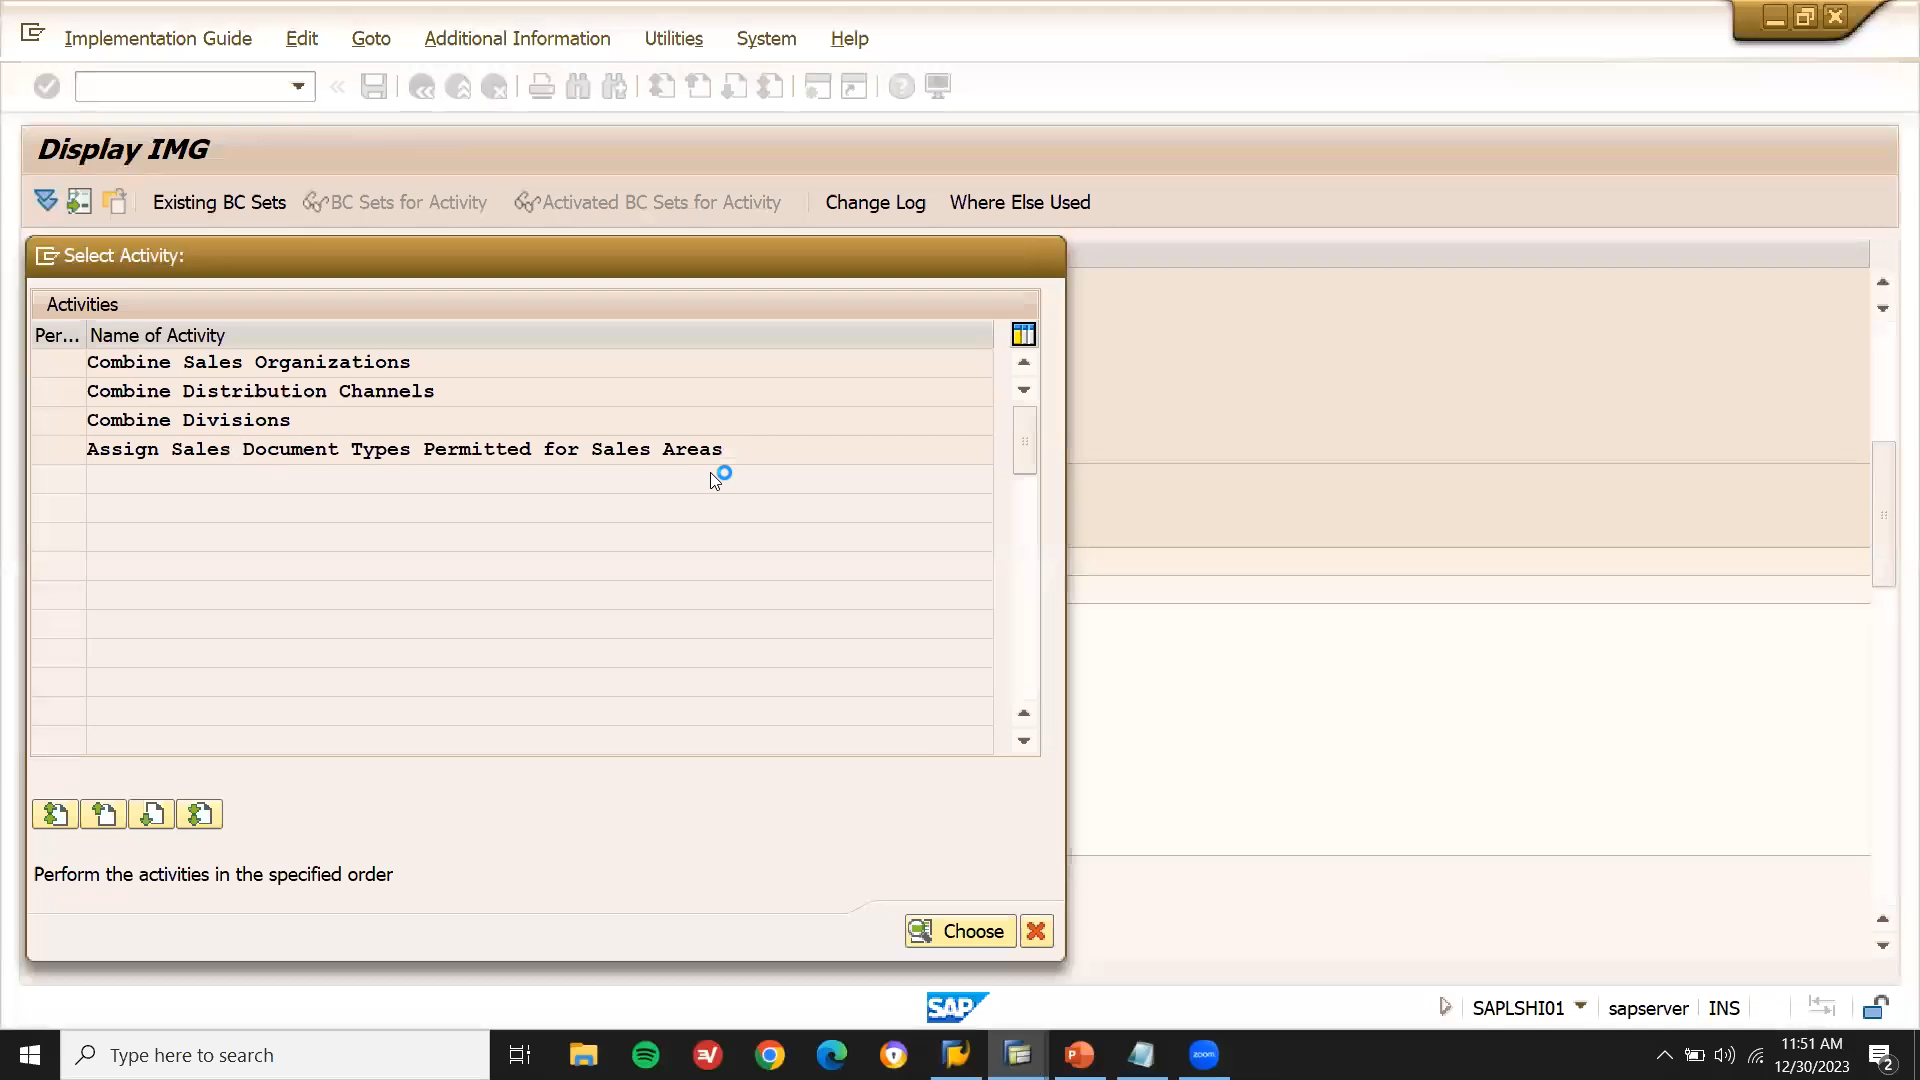 Implementation Guide Edit Goto Additional Information Utilities System Help
Display IMG
Existing BC Sets BC Sets for Activity Activated BC Sets for Activity Change Log Where Else Used
Select Activity:
Activities
Per... Name of Activity
Combine Sales Organizations
Combine Distribution Channels
Combine Divisions
Assign Sales Document Types Permitted for Sales Areas
Perform the activities in the specified order
Choose
SAP SAPLSHI01 sapserver INS
Type here to search
zoom
11:51 AM
12/30/2023
2